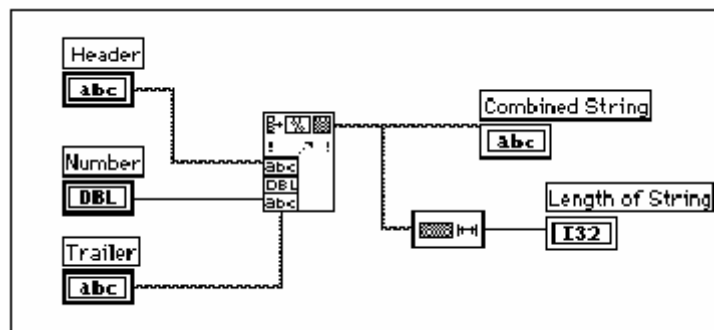 Header
abc
Number
DBL
Trailer
abc
abc
DBL
abc
Combined String
abc
Length of String
I32